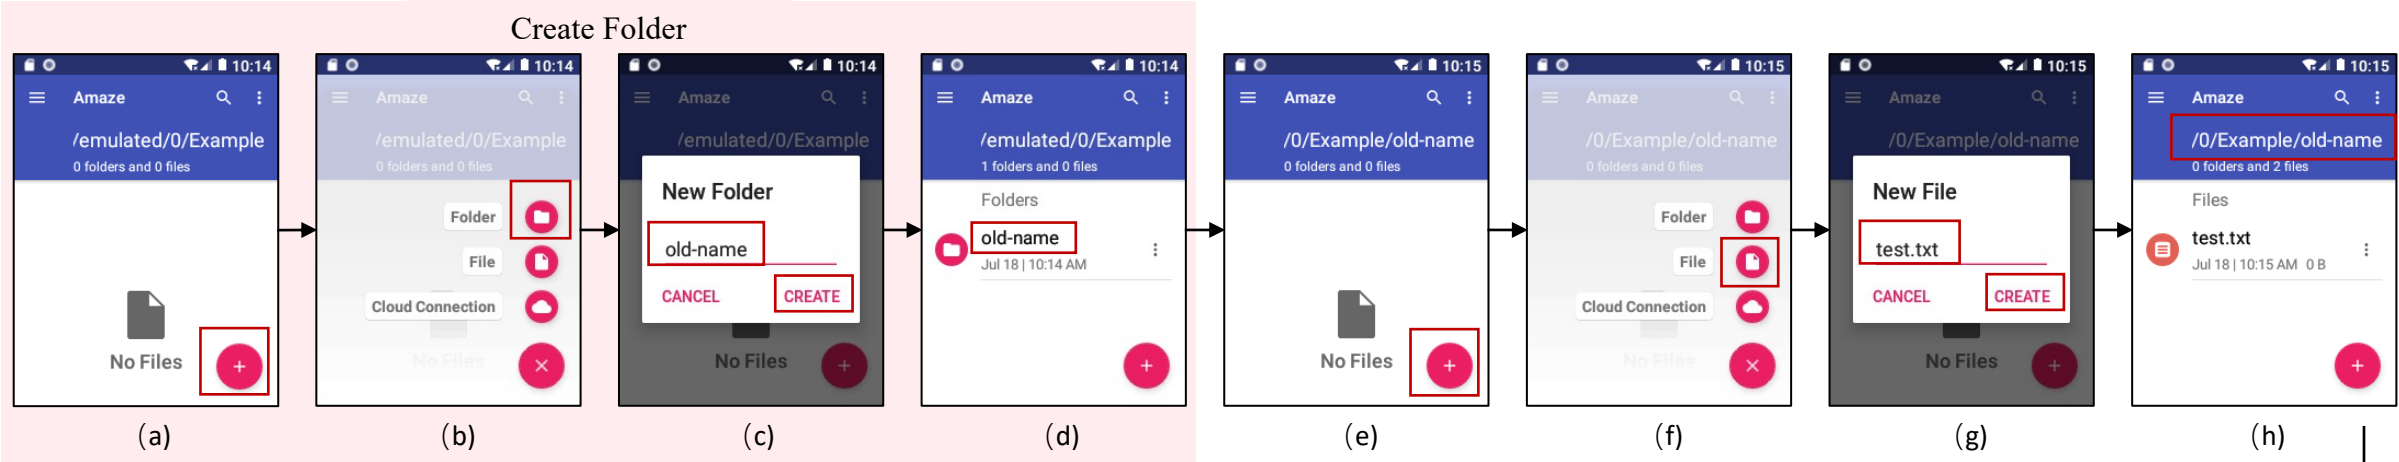 Create Folder
10:14
Amaze
/emulated/0/Example
0 folders and 0 files
No Files
(a)
10:14
Amaze
/emulated/0/Example
0 folders and 0 files
Folder
File
Cloud Connection
No Files
(b)
10:14
Amaze
/emulated/0/Example
New Folder
old-name
CANCEL CREATE
No Files
(c)
10:14
Amaze
/emulated/0/Example
1 folders and 0 files
Folders
old-name
Jul 18 | 10:14 AM
(d)
10:15
Amaze
/0/Example/old-name
0 folders and 0 files
No Files
(e)
10:15
Amaze
/0/Example/old-name
0 folders and 0 files
Folder
File
Cloud Connection
No Files
(f)
10:15
Amaze
/0/Example/old-name
New File
test.txt
CANCEL CREATE
No Files
(g)
10:15
Amaze
/0/Example/old-name
0 folders and 2 files
Files
test.txt
Jul 18 | 10:15 AM 0 B
(h)